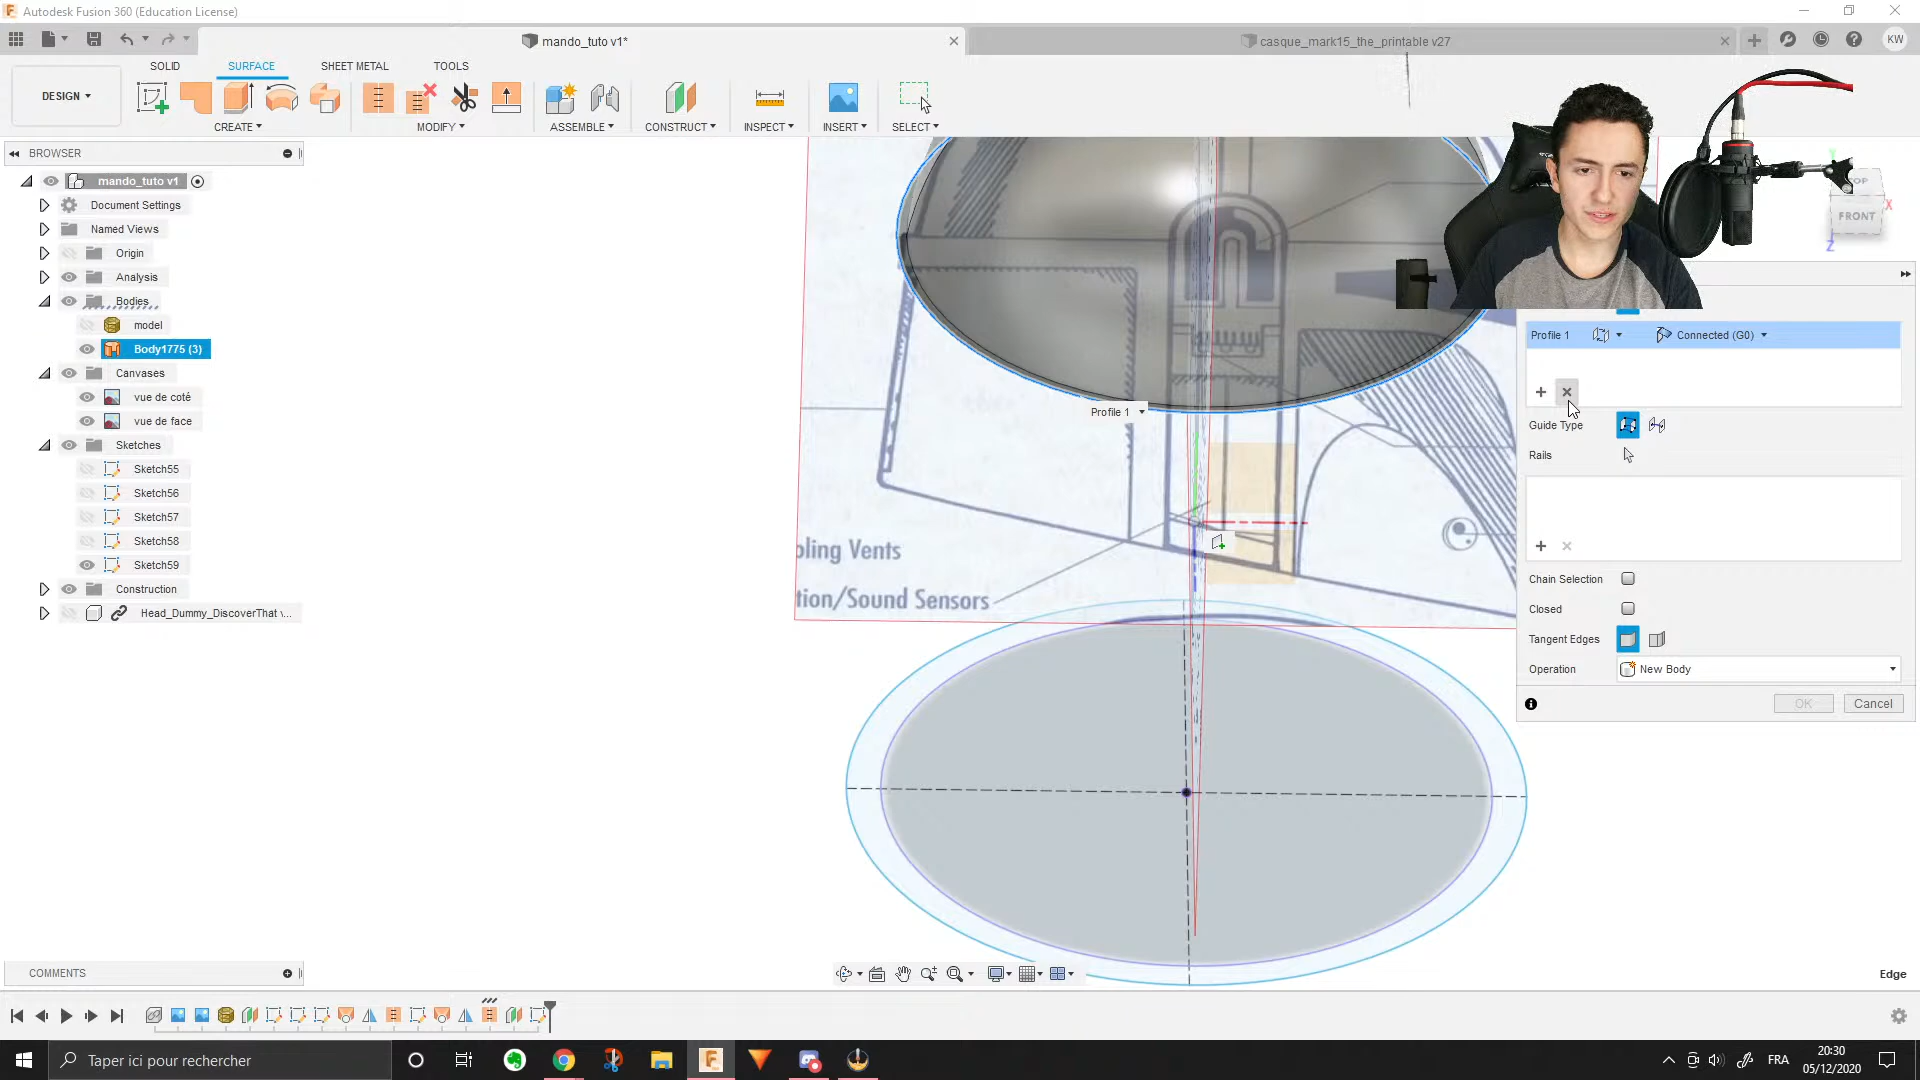 Autodesk Fusion 360 (Education License)
mando_tuto v1*
casque_mark15_the_printable v27
KW
DESIGN
SOLID SURFACE SHEET METAL TOOLS
CREATE MODIFY ASSEMBLE CONSTRUCT INSPECT INSERT SELECT
BROWSER
mando_tuto v1
Document Settings
Named Views
Origin
Analysis
Bodies
model
Body1775 (3)
Canvases
vue de coté
vue de face
Sketches
Sketch55
Sketch56
Sketch57
Sketch58
Sketch59
Construction
Head_Dummy_DiscoverThat v...
TOP
FRONT
X
Y
Z
Profile 1 Connected (G0)
Guide Type
Rails
Chain Selection
Closed
Tangent Edges
Operation New Body
OK Cancel
Profile 1
oling Vents
tion/Sound Sensors
Edge
COMMENTS
Taper ici pour rechercher
FRA
20:30
05/12/2020